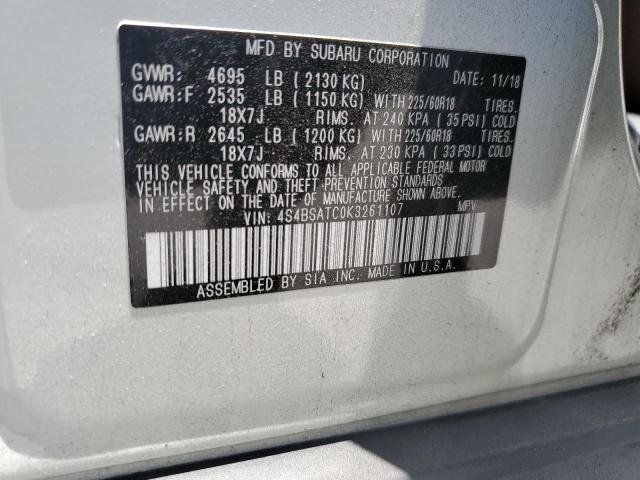 MFD BY SUBARU CORPORATION
GVWR: 4695 LB ( 2130 KG) DATE: 11/18
GAWR:F 2535 LB ( 1150 KG) WITH 225/60R18 TIRES.
18X7J RIMS. AT 240 KPA ( 35 PSI) COLD
GAWR:R 2645 LB ( 1200 KG) WITH 225/60R18 TIRES.
18X7J RIMS. AT 230 KPA ( 33 PSI) COLD
THIS VEHICLE CONFORMS TO ALL APPLICABLE FEDERAL MOTOR
VEHICLE SAFETY AND THEFT PREVENTION STANDARDS
IN EFFECT ON THE DATE OF MANUFACTURE SHOWN ABOVE.
VIN: 4S4BSATC0K3261107 MPV
ASSEMBLED BY SIA INC. MADE IN U.S.A.